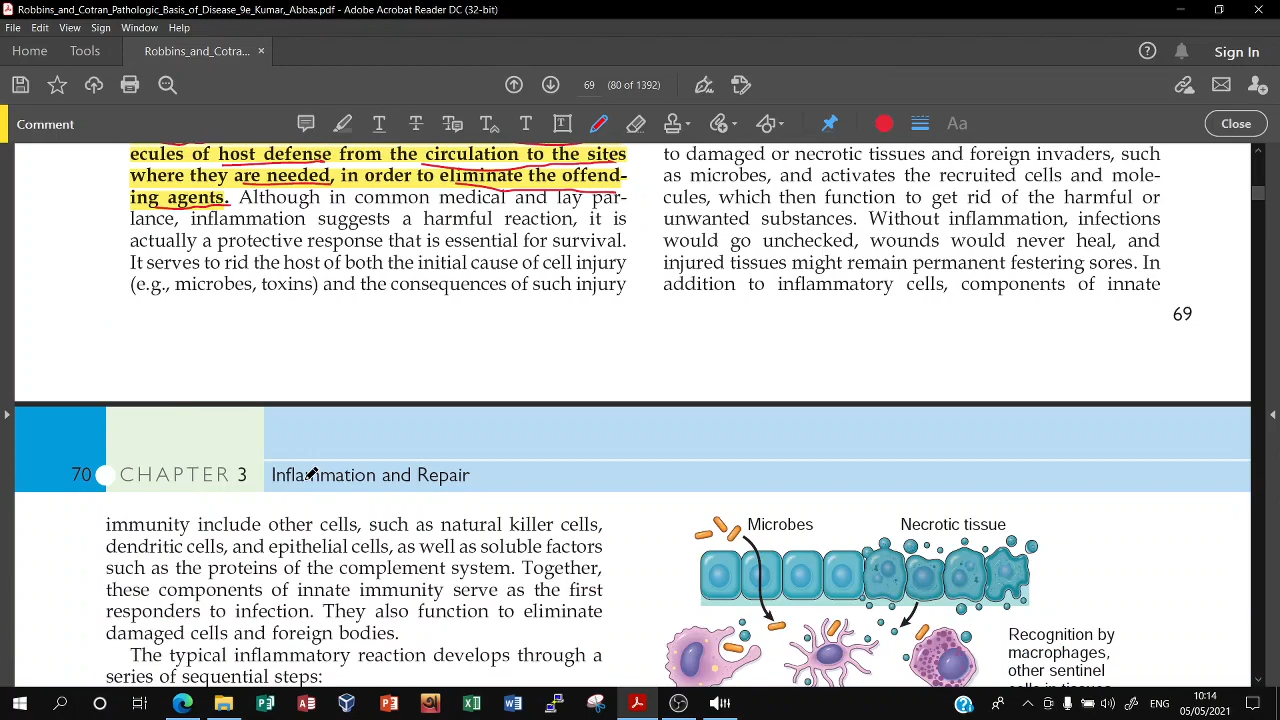 Robbins_and_Cotran_Pathologic_Basis_of_Disease_9e_Kumar_Abbas.pdf - Adobe Acrobat Reader DC (32-bit)
File Edit View Sign Window Help
Home Tools Robbins_and_Cotra... × Sign In
69 (80 of 1392)
Comment Close
ecules of host defense from the circulation to the sites
where they are needed, in order to eliminate the offend-
ing agents. Although in common medical and lay par-
lance, inflammation suggests a harmful reaction, it is
actually a protective response that is essential for survival.
It serves to rid the host of both the initial cause of cell injury
(e.g., microbes, toxins) and the consequences of such injury
to damaged or necrotic tissues and foreign invaders, such
as microbes, and activates the recruited cells and mole-
cules, which then function to get rid of the harmful or
unwanted substances. Without inflammation, infections
would go unchecked, wounds would never heal, and
injured tissues might remain permanent festering sores. In
addition to inflammatory cells, components of innate
69
70 CHAPTER 3 Inflammation and Repair
immunity include other cells, such as natural killer cells,
dendritic cells, and epithelial cells, as well as soluble factors
such as the proteins of the complement system. Together,
these components of innate immunity serve as the first
responders to infection. They also function to eliminate
damaged cells and foreign bodies.
The typical inflammatory reaction develops through a
series of sequential steps:
Microbes Necrotic tissue
Recognition by
macrophages,
other sentinel
cells in tissues
ENG 10:14
05/05/2021